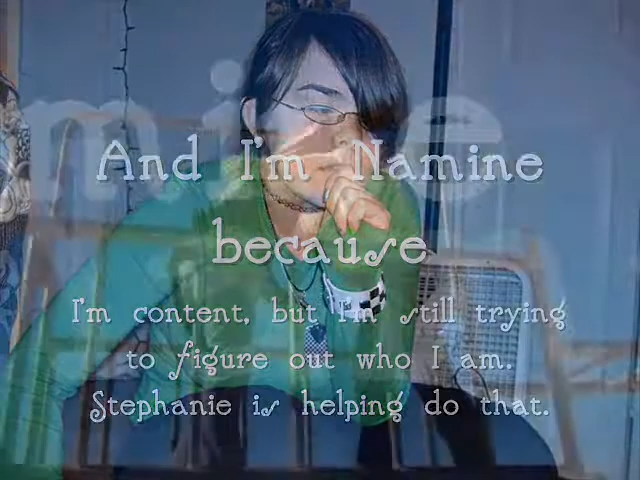 And I'm Namine
because
I'm content, but I'm still trying
to figure out who I am.
Stephanie is helping do that.